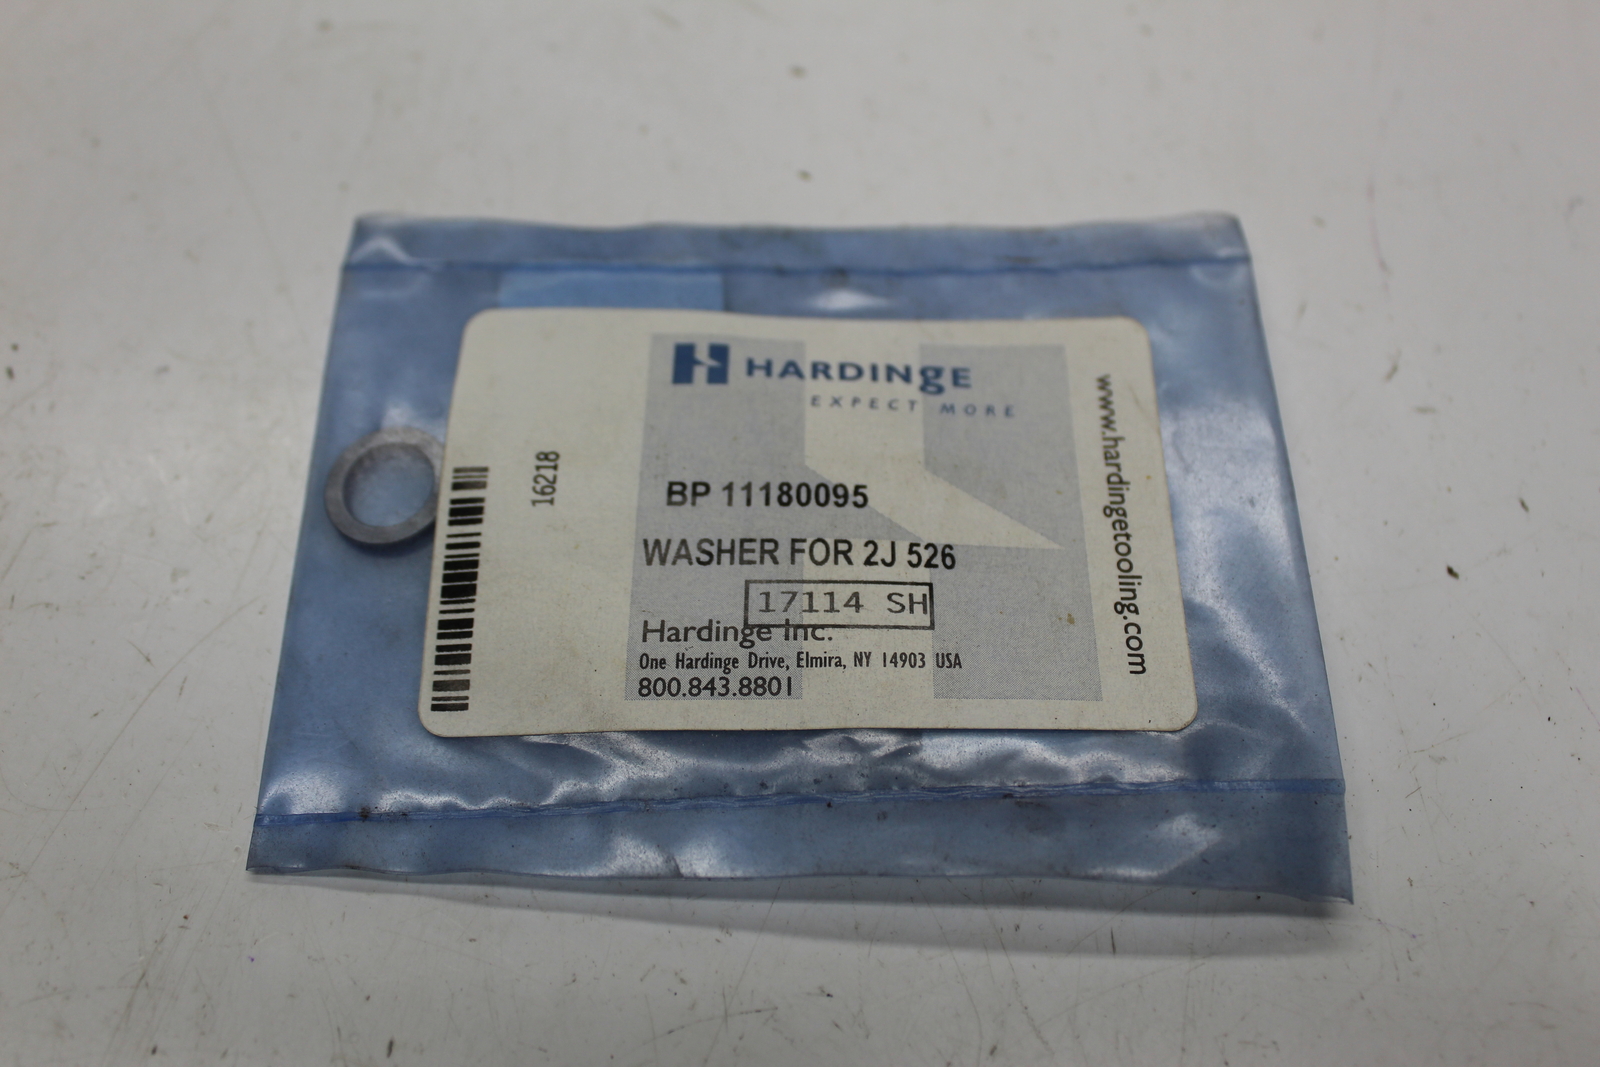 HARDINgE
EXPECT MORE
BP 11180095
WASHER FOR 2J 526
17114 SH
Hardinge Inc.
One Hardinge Drive, Elmira, NY 14903 USA
800.843.8801
16218
www.hardingetooling.com